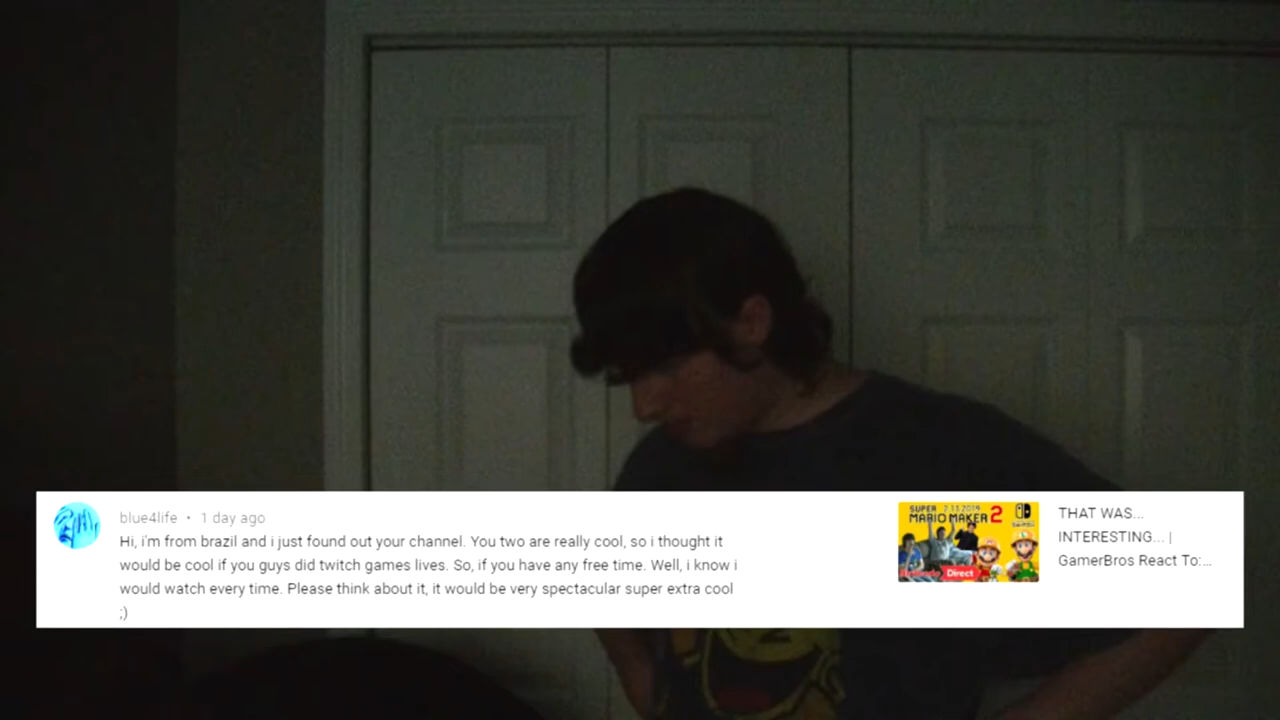 blue4life • 1 day ago
Hi, i'm from brazil and i just found out your channel. You two are really cool, so i thought it
would be cool if you guys did twitch games lives. So, if you have any free time. Well, i know i
would watch every time. Please think about it, it would be very spectacular super extra cool
;)
SUPER 2.13.2019
MARIO MAKER 2
Direct
THAT WAS...
INTERESTING... |
GamerBros React To:...